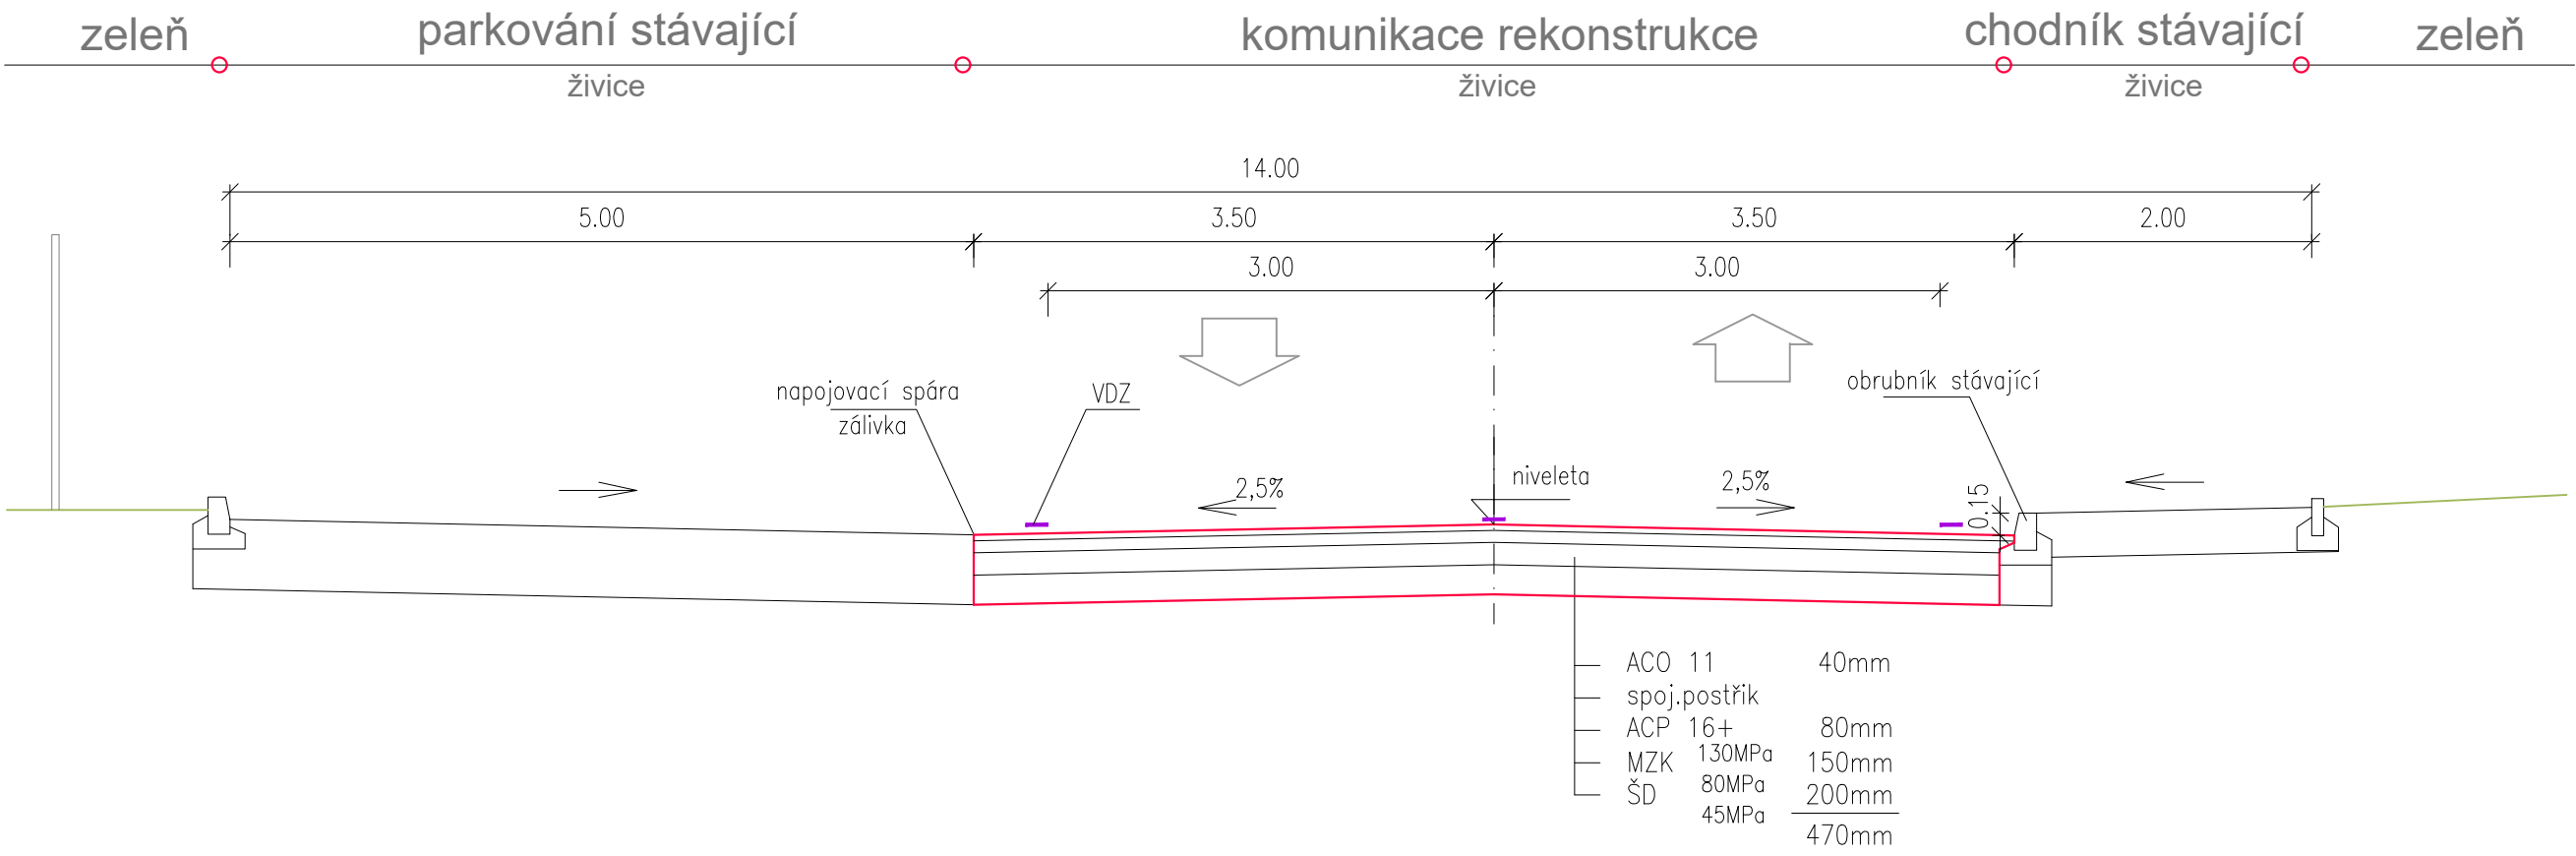 zeleň
parkování stávající
komunikace rekonstrukce
chodník stávající
zeleň
živice
živice
živice
14.00
5.00
3.50
3.50
2.00
3.00
3.00
napojovací spára
zálivka
VDZ
obrubník stávající
2,5%
niveleta
2,5%
0.15
ACO 11 40mm
spoj.postřik
ACP 16+ 80mm
130MPa
MZK 150mm
80MPa
ŠD 200mm
45MPa
470mm